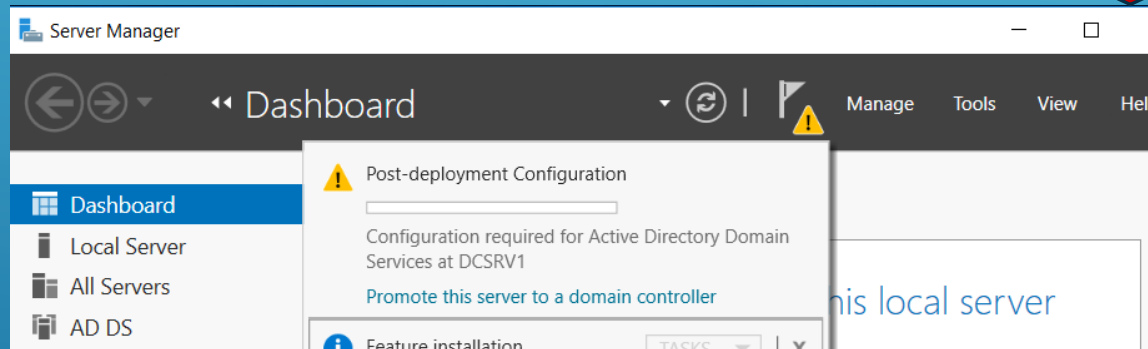 Server Manager
Dashboard
Manage Tools View
Post-deployment Configuration
Dashboard
Configuration required for Active Directory Domain
Local Server
Services at DCSRV1
All Servers
Promote this server to a domain controller
his local server
AD DS
Feature installation
TASKS